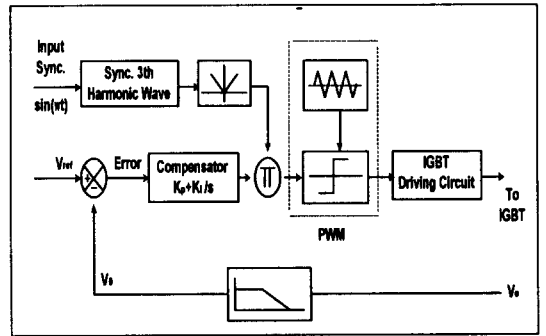 Input
Sync.
sin(wt)
Sync. 3th
Harmonic Wave
Vref
Error
Compensator
Kp+KI/s
π
IGBT
Driving Circuit
To
IGBT
PWM
Vo